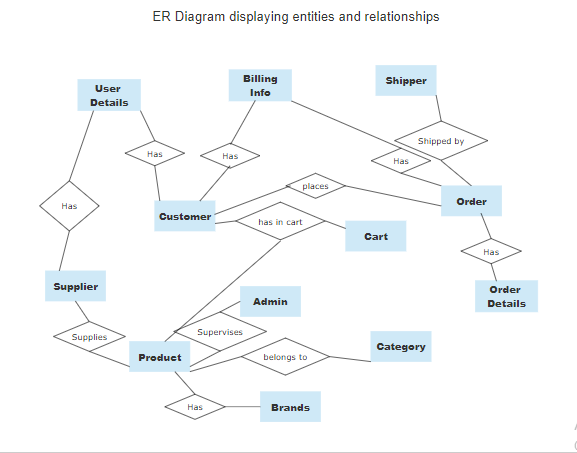 ER Diagram displaying entities and relationships
User
Details
Billing
Info
Shipper
Shipped by
Has
Has
Has
places
Has
Customer
Order
has in cart
Cart
Has
Supplier
Order
Details
Admin
Supplies
Supervises
Product
belongs to
Category
Has
Brands